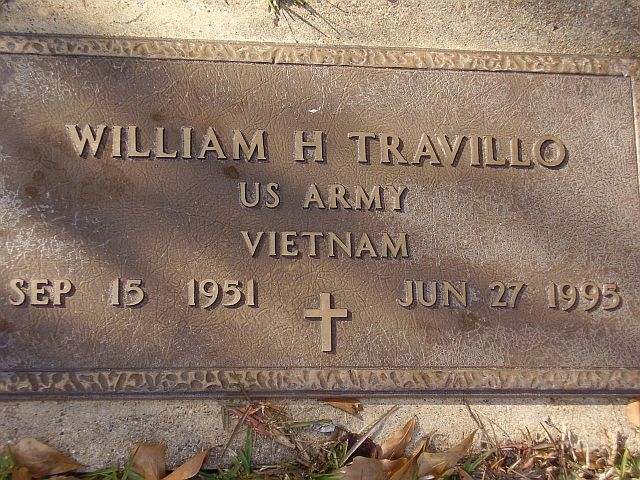 WILLIAM H TRAVILLO
US ARMY
VIETNAM
SEP 15 1951 JUN 27 1995